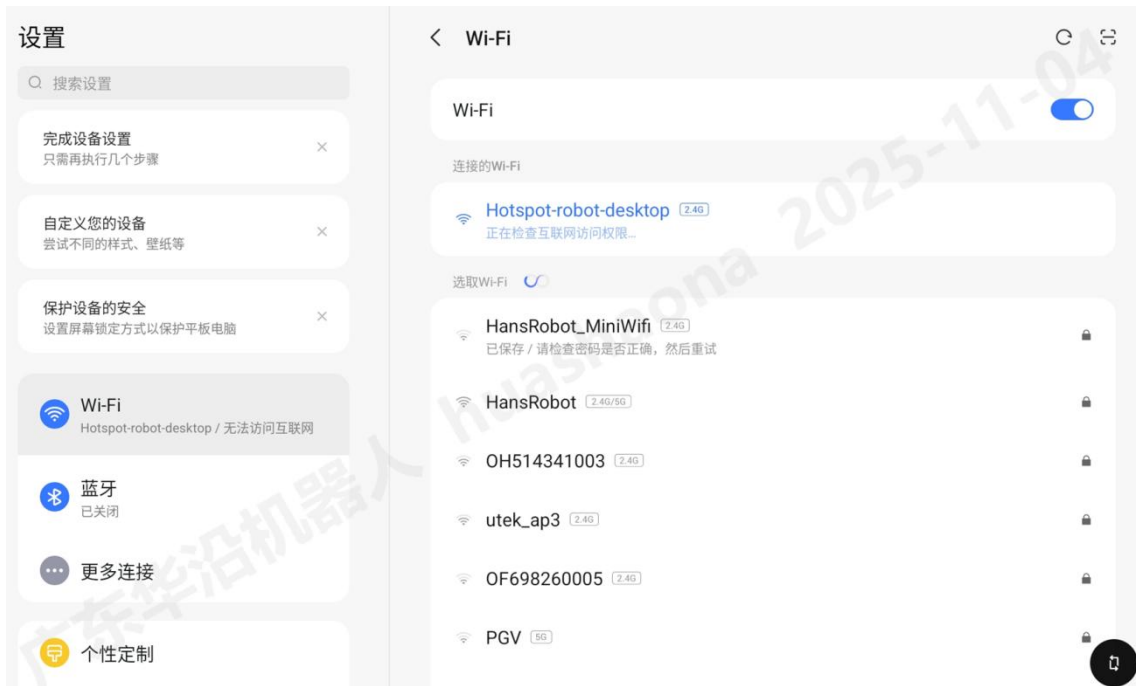 设置
搜索设置
完成设备设置
只需再执行几个步骤
自定义您的设备
尝试不同的样式、壁纸等
保护设备的安全
设置屏幕锁定方式以保护平板电脑
Wi-Fi
Hotspot-robot-desktop / 无法访问互联网
蓝牙
已关闭
更多连接
个性定制
Wi-Fi
Wi-Fi
连接的Wi-Fi
Hotspot-robot-desktop 2.4G
正在检查互联网访问权限...
选取Wi-Fi
HansRobot_MiniWifi 2.4G
已保存 / 请检查密码是否正确，然后重试
HansRobot 2.4G/5G
OH514341003 2.4G
utek_ap3 2.4G
OF698260005 2.4G
PGV 5G
广东华沿机器人 huasheona 2025-11-04